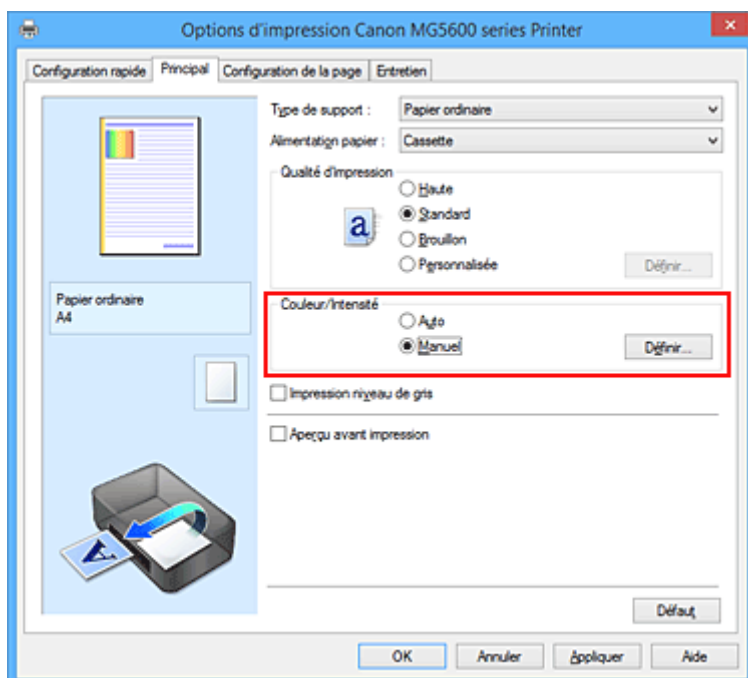 Options d'impression Canon MG5600 series Printer
Configuration rapide Principal Configuration de la page Entretien
Type de support : Papier ordinaire
Alimentation papier : Cassette
Qualité d'impression
Haute
a Standard
Brouillon
Personnalisée Définir...
Papier ordinaire
A4
Couleur/Intensité
Auto
Manuel Définir...
Impression niveau de gris
Aperçu avant impression
A
Défaut
OK Annuler Appliquer Aide